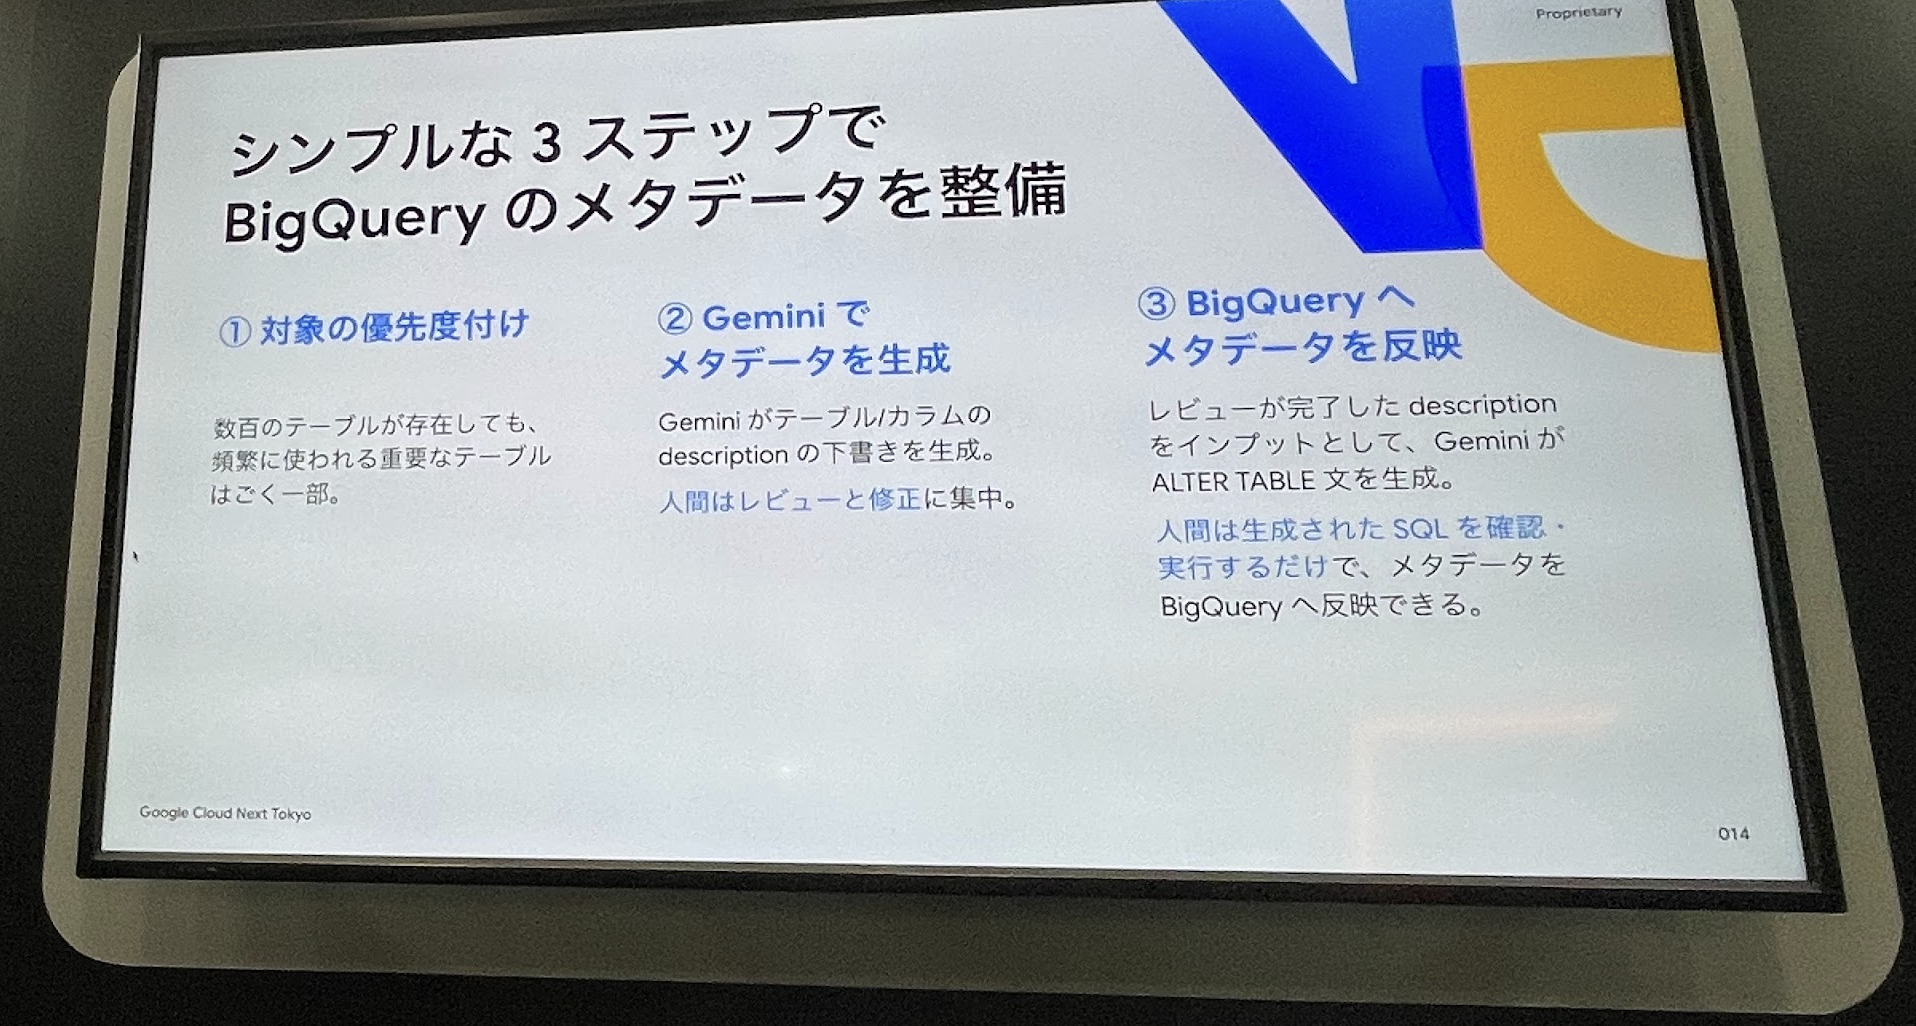 Proprietary
シンプルな 3 ステップで
BigQuery のメタデータを整備
① 対象の優先度付け
数百のテーブルが存在しても、
頻繁に使われる重要なテーブル
はごく一部。
② Gemini で
メタデータを生成
Gemini がテーブル/カラムの
description の下書きを生成。
人間はレビューと修正に集中。
③ BigQuery へ
メタデータを反映
レビューが完了した description
をインプットとして、Gemini が
ALTER TABLE 文を生成。
人間は生成された SQL を確認・
実行するだけで、メタデータを
BigQuery へ反映できる。
Google Cloud Next Tokyo
014